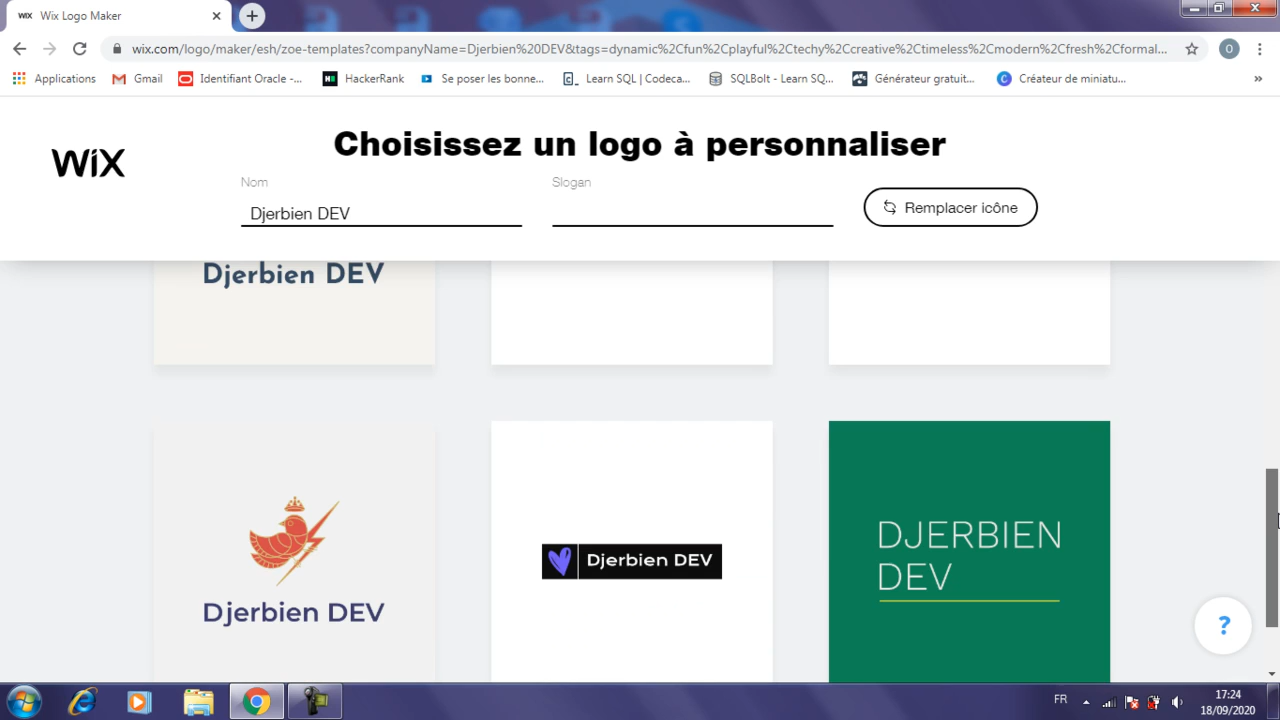 WiX Wix Logo Maker
wix.com/logo/maker/esh/zoe-templates?companyName=Djerbien%20DEV&tags=dynamic%2Cfun%2Cplayful%2Ctechy%2Ccreative%2Ctimeless%2Cmodern%2Cfresh%2Cformal... O
Applications Gmail Identifiant Oracle -... HackerRank Se poser les bonne... Learn SQL | Codeca... SQLBolt - Learn SQ... Générateur gratuit... Créateur de miniatu... »
WiX
Choisissez un logo à personnaliser
Nom Slogan
Djerbien DEV
Remplacer icône
Djerbien DEV
Djerbien DEV
Djerbien DEV
DJERBIEN
DEV
?
FR
17:24
18/09/2020